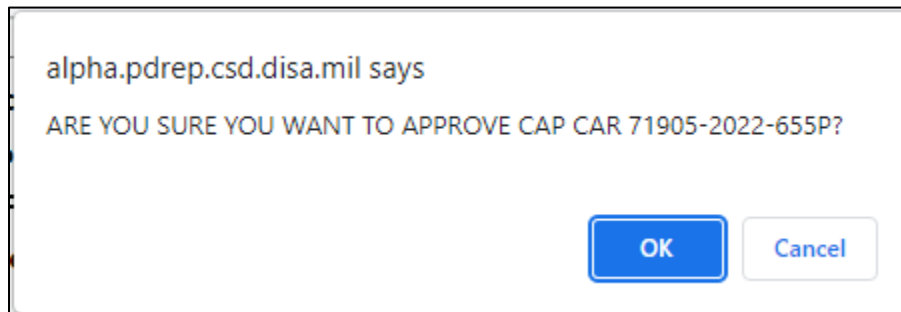 alpha.pdrep.csd.disa.mil says
ARE YOU SURE YOU WANT TO APPROVE CAP CAR 71905-2022-655P?
OK
Cancel